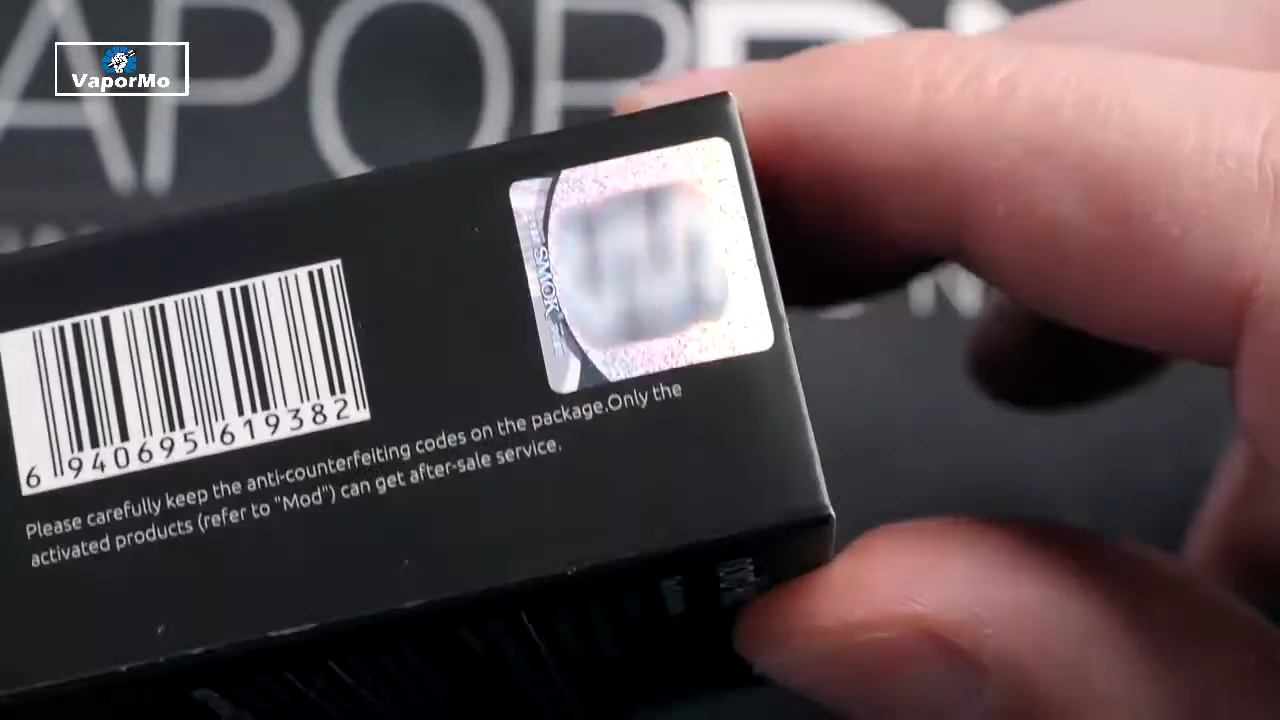 APOR
VaporMo
SMOK
6 940695 619382
Please carefully keep the anti-counterfeiting codes on the package.Only the
activated products (refer to "Mod") can get after-sale service.